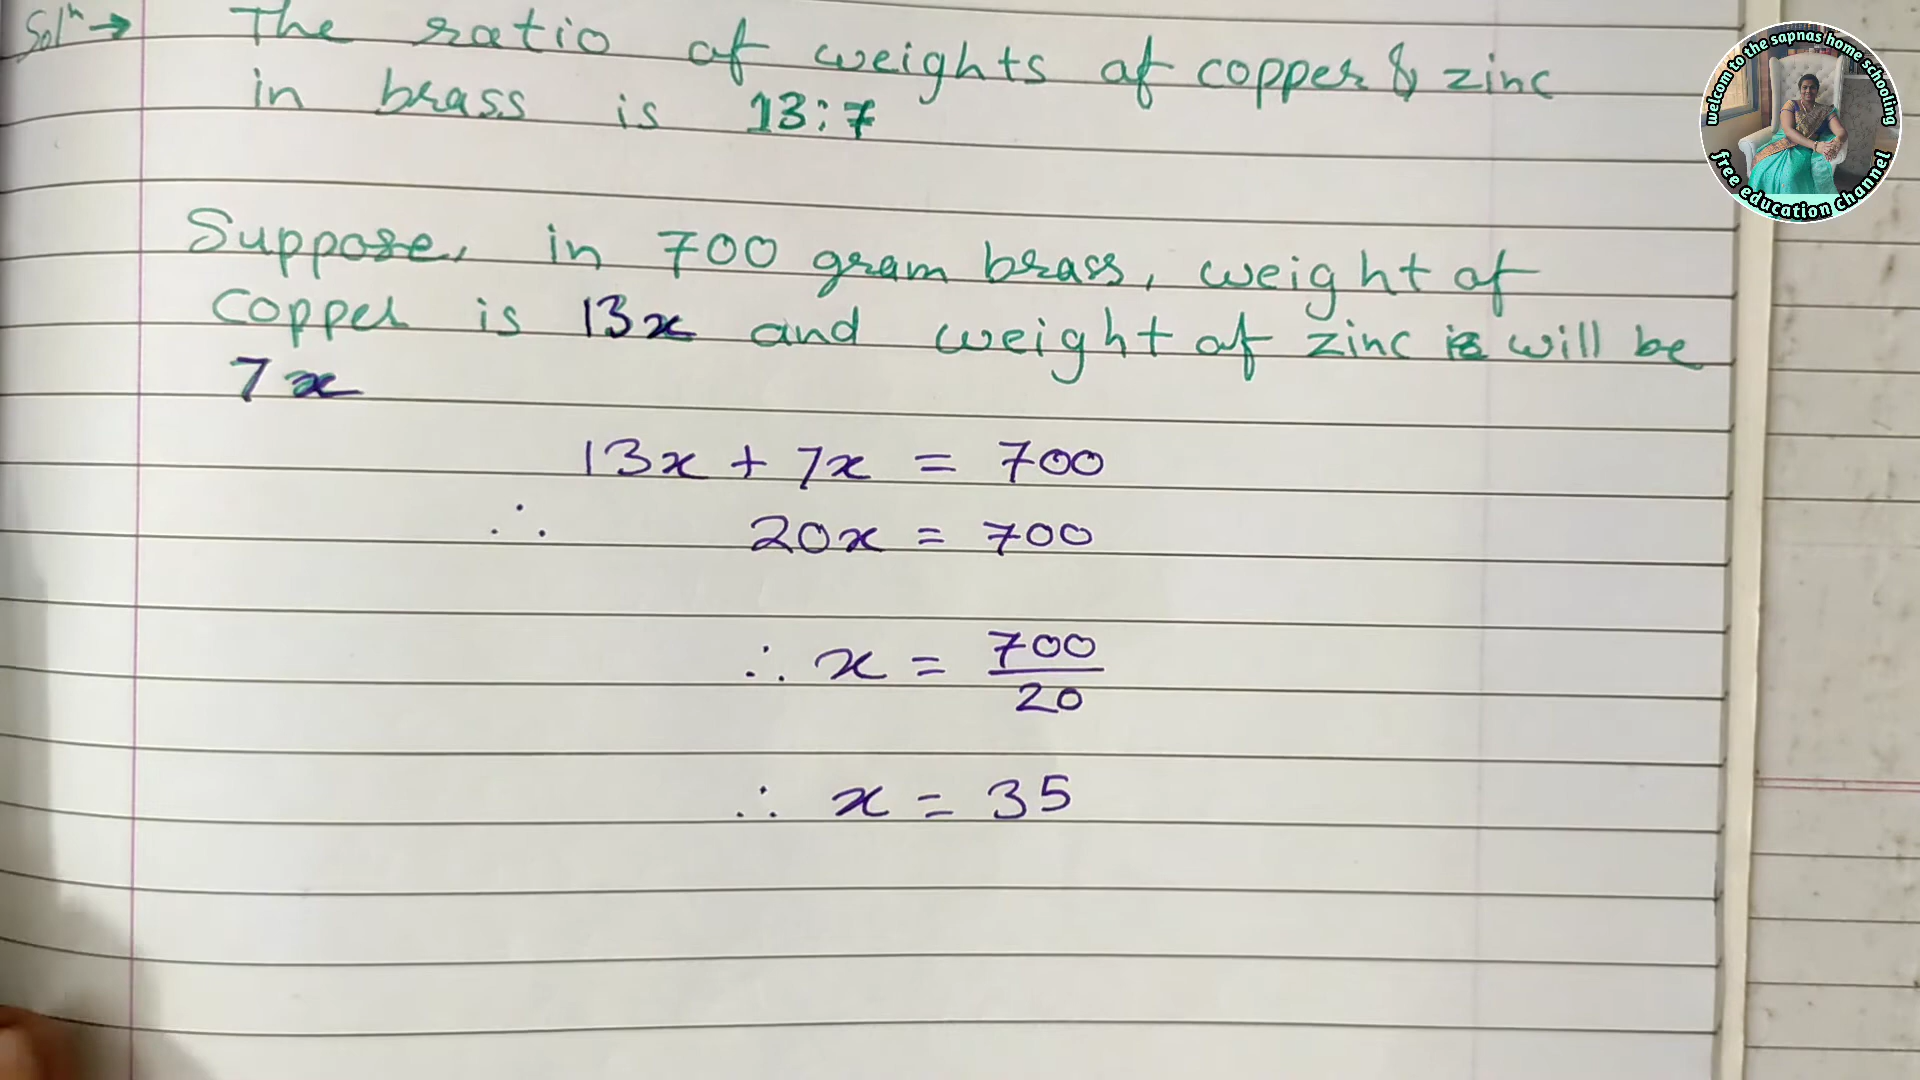 Solⁿ → The ratio of weights of copper & zinc
in brass is 13:7
Suppose, in 700 gram brass, weight of
copper is 13x and weight of zinc is will be
7x
13x + 7x = 700
∴ 20x = 700
∴ x = 700/20
∴ x = 35
welcom to the sapnas home schooling
free education channel